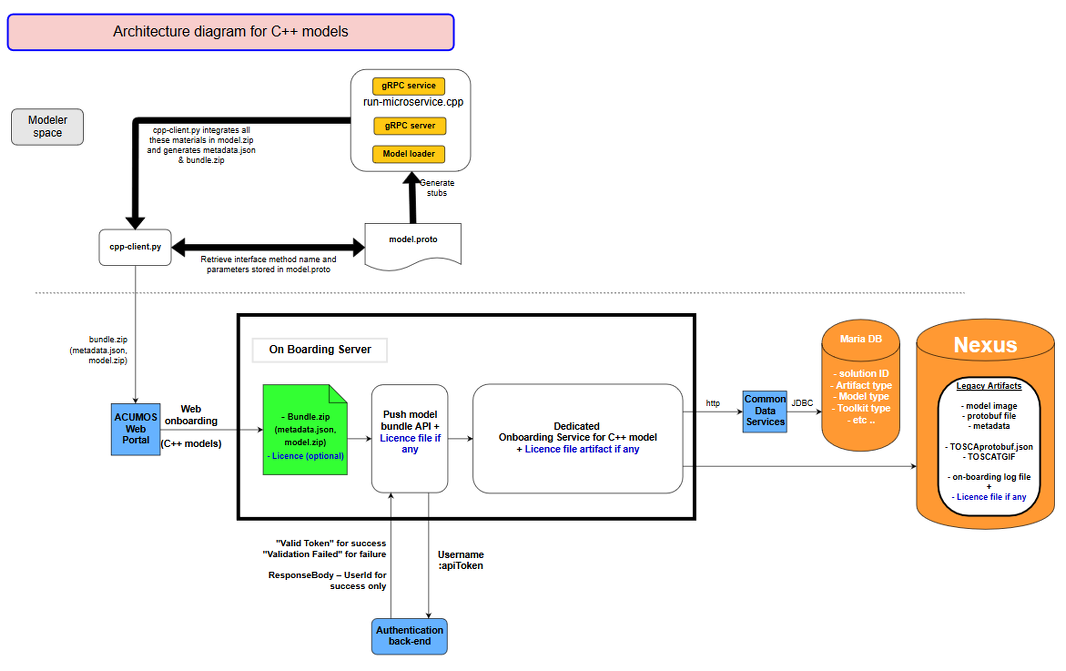 Architecture diagram for C++ models
gRPC service
run-microservice.cpp
gRPC server
Model loader
Modeler
space
cpp-client.py integrates all
these materials in model.zip
and generates metadata.json
& bundle.zip
Generate
stubs
cpp-client.py
model.proto
Retrieve interface method name and
parameters stored in model.proto
bundle.zip
(metadata.json,
model.zip)
On Boarding Server
ACUMOS
Web
Portal
Web
onboarding
(C++ models)
- Bundle.zip
(metadata.json,
model.zip)
- Licence (optional)
Push model
bundle API +
Licence file if
any
Dedicated
Onboarding Service for C++ model
+ Licence file artifact if any
http
Common
Data
Services
JDBC
Maria DB
- solution ID
- Artifact type
- Model type
- Toolkit type
- etc ..
Nexus
Legacy Artifacts
- model image
- protobuf file
- metadata
- TOSCAprotobuf.json
- TOSCATGIF
- on-boarding log file
+
- Licence file if any
"Valid Token" for success
"Validation Failed" for failure
ResponseBody – UserId for
success only
Username
:apiToken
Authentication
back-end